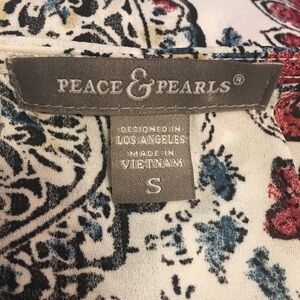 PEACE & PEARLS®
DESIGNED IN
LOS ANGELES
MADE IN
VIETNAM
S